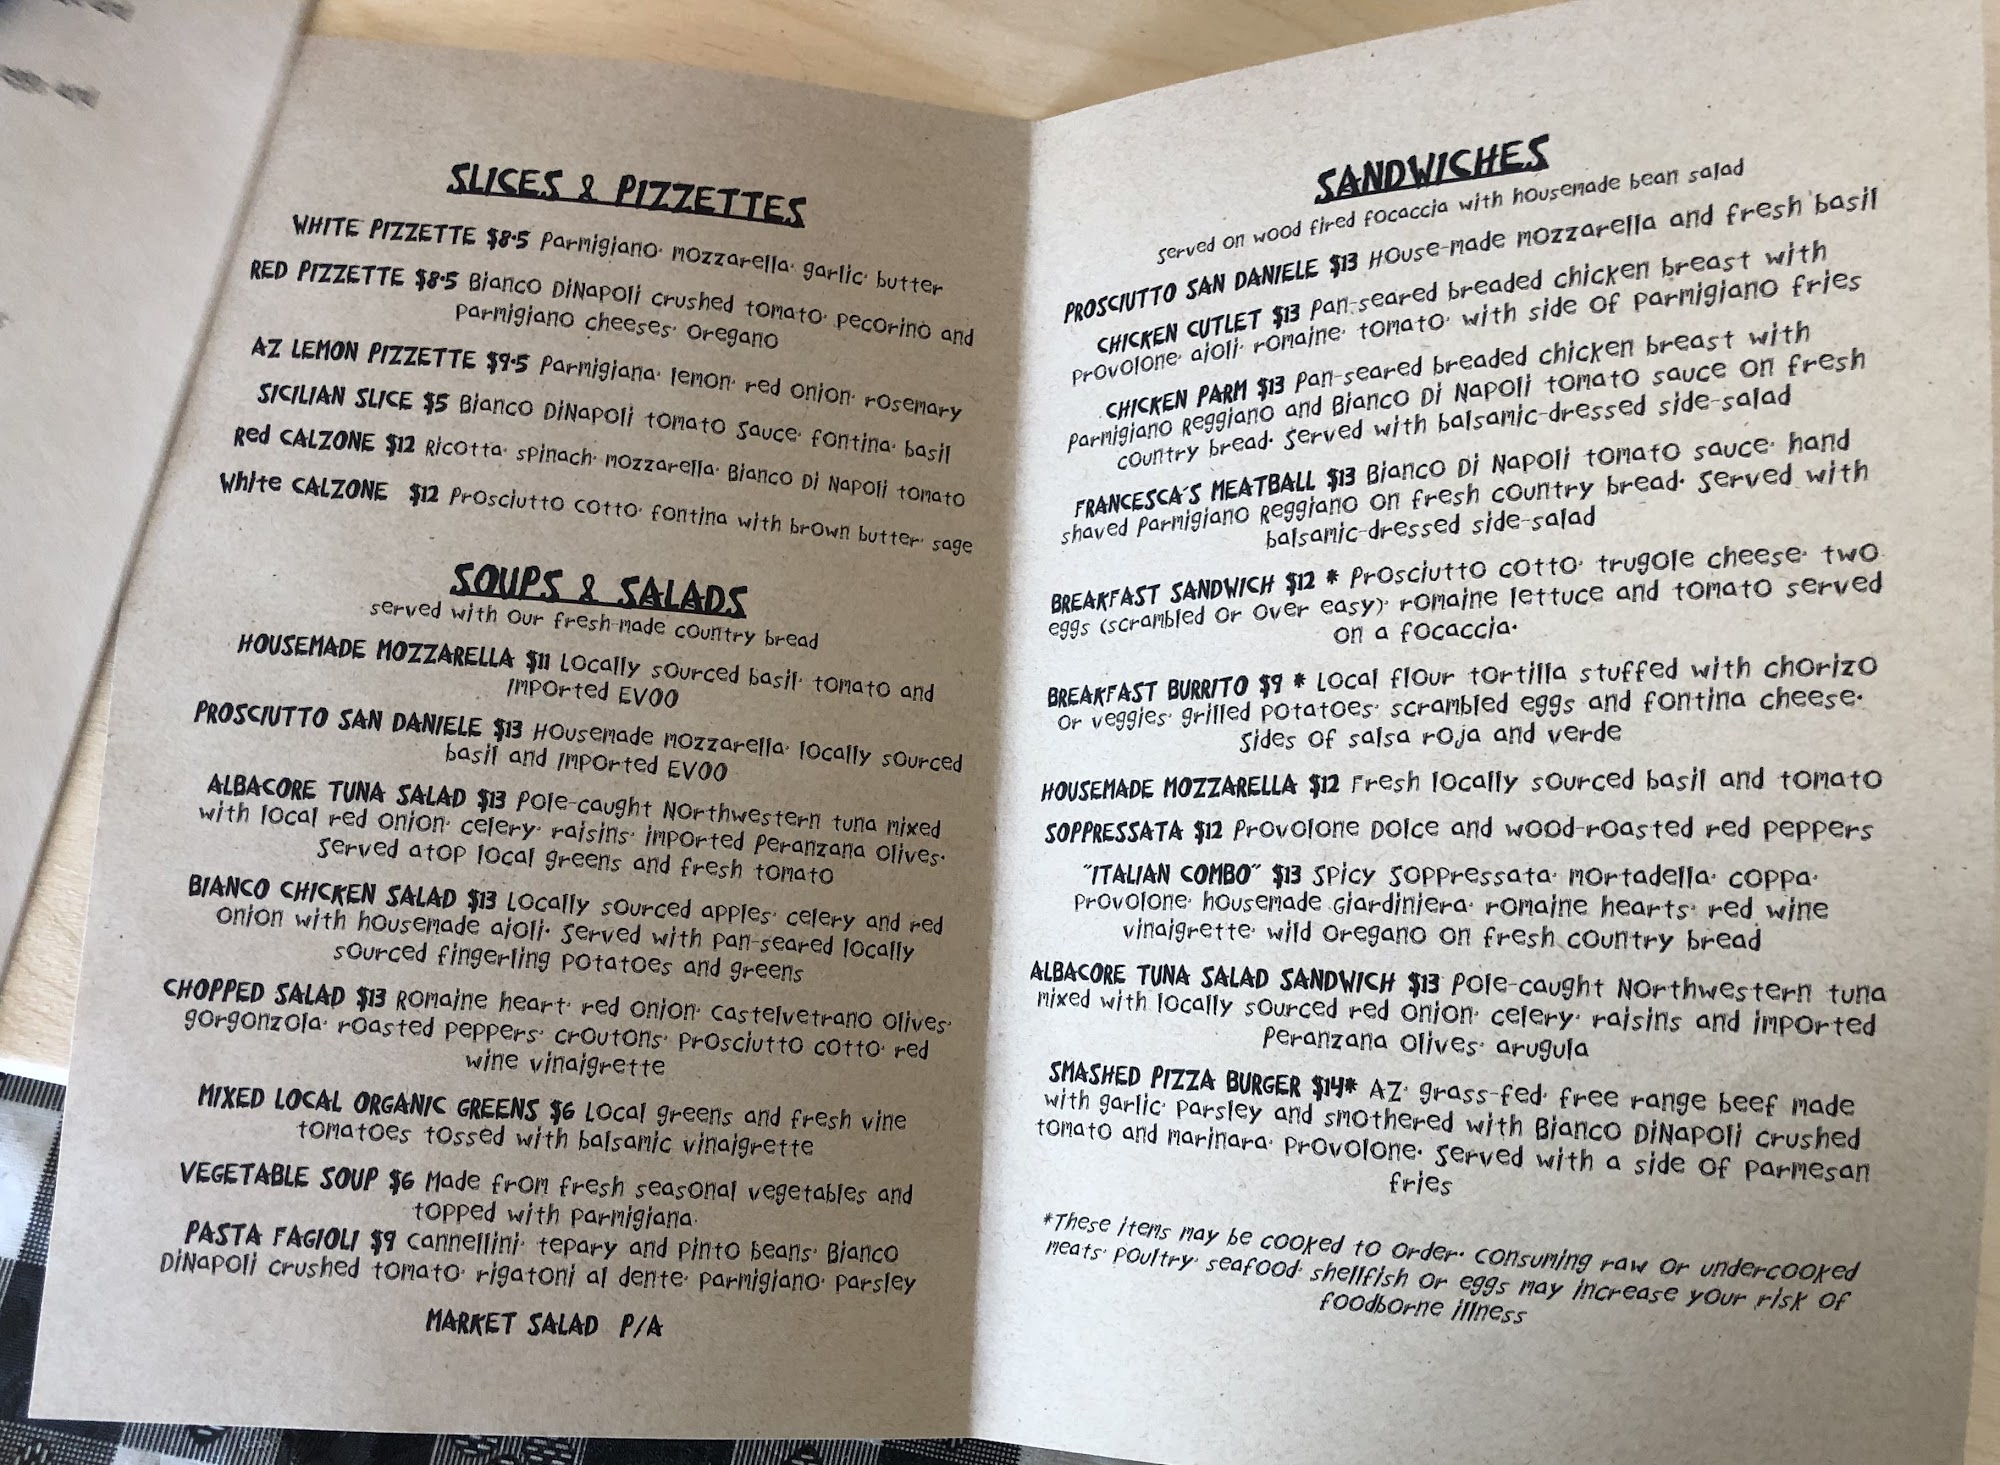 SLICES & PIZZETTES
WHITE PIZZETTE $8.5 Parmigiano, mozzarella, garlic, butter
RED PIZZETTE $8.5 Bianco DiNapoli crushed tomato, pecorino and
parmigiano cheeses, oregano
AZ LEMON PIZZETTE $9.5 Parmigiana, lemon, red onion, rosemary
SICILIAN SLICE $5 Bianco DiNapoli tomato sauce, fontina, basil
Red CALZONE $12 Ricotta, spinach, mozzarella, Bianco Di Napoli tomato
White CALZONE $12 Prosciutto cotto, fontina with brown butter, sage
SOUPS & SALADS
served with our fresh-made country bread
HOUSEMADE MOZZARELLA $11 Locally sourced basil, tomato and
imported EVOO
PROSCIUTTO SAN DANIELE $13 Housemade mozzarella, locally sourced
basil and imported EVOO
ALBACORE TUNA SALAD $13 Pole-caught Northwestern tuna mixed
with local red onion, celery, raisins, imported Peranzana olives.
Served atop local greens and fresh tomato
BIANCO CHICKEN SALAD $13 Locally sourced apples, celery and red
onion with housemade aioli. Served with pan-seared locally
sourced fingerling potatoes and greens
CHOPPED SALAD $13 Romaine heart, red onion, castelvetrano olives,
gorgonzola, roasted peppers, croutons, prosciutto cotto, red
wine vinaigrette
MIXED LOCAL ORGANIC GREENS $6 Local greens and fresh vine
tomatoes tossed with balsamic vinaigrette
VEGETABLE SOUP $6 Made from fresh seasonal vegetables and
topped with parmigiana.
PASTA FAGIOLI $9 cannellini, tepary and pinto beans, Bianco
DiNapoli crushed tomato, rigatoni al dente, parmigiano, parsley
MARKET SALAD P/A
SANDWICHES
served on wood fired focaccia with housemade bean salad
PROSCIUTTO SAN DANIELE $13 House-made mozzarella and fresh basil
CHICKEN CUTLET $13 Pan-seared breaded chicken breast with
provolone, aioli, romaine, tomato, with side of parmigiano fries
CHICKEN PARM $13 Pan-seared breaded chicken breast with
Parmigiano Reggiano and Bianco Di Napoli tomato sauce on fresh
country bread. Served with balsamic-dressed side-salad
FRANCESCA'S MEATBALL $13 Bianco Di Napoli tomato sauce, hand
shaved Parmigiano Reggiano on fresh country bread. Served with
balsamic-dressed side-salad
BREAKFAST SANDWICH $12 * Prosciutto cotto, trugole cheese, two
eggs (scrambled or over easy), romaine lettuce and tomato served
on a focaccia.
BREAKFAST BURRITO $9 * Local flour tortilla stuffed with chorizo
or veggies, grilled potatoes, scrambled eggs and fontina cheese.
Sides of salsa roja and verde
HOUSEMADE MOZZARELLA $12 Fresh locally sourced basil and tomato
SOPPRESSATA $12 Provolone Dolce and wood-roasted red peppers
"ITALIAN COMBO" $13 Spicy Soppressata, mortadella, coppa,
provolone, housemade Giardiniera, romaine hearts, red wine
vinaigrette, wild oregano on fresh country bread
ALBACORE TUNA SALAD SANDWICH $13 Pole-caught Northwestern tuna
mixed with locally sourced red onion, celery, raisins and imported
Peranzana olives, arugula
SMASHED PIZZA BURGER $14* AZ, grass-fed, free range beef made
with garlic, parsley and smothered with Bianco DiNapoli crushed
tomato and marinara, provolone. Served with a side of parmesan
fries
*These items may be cooked to order. Consuming raw or undercooked
meats, poultry, seafood, shellfish or eggs may increase your risk of
foodborne illness